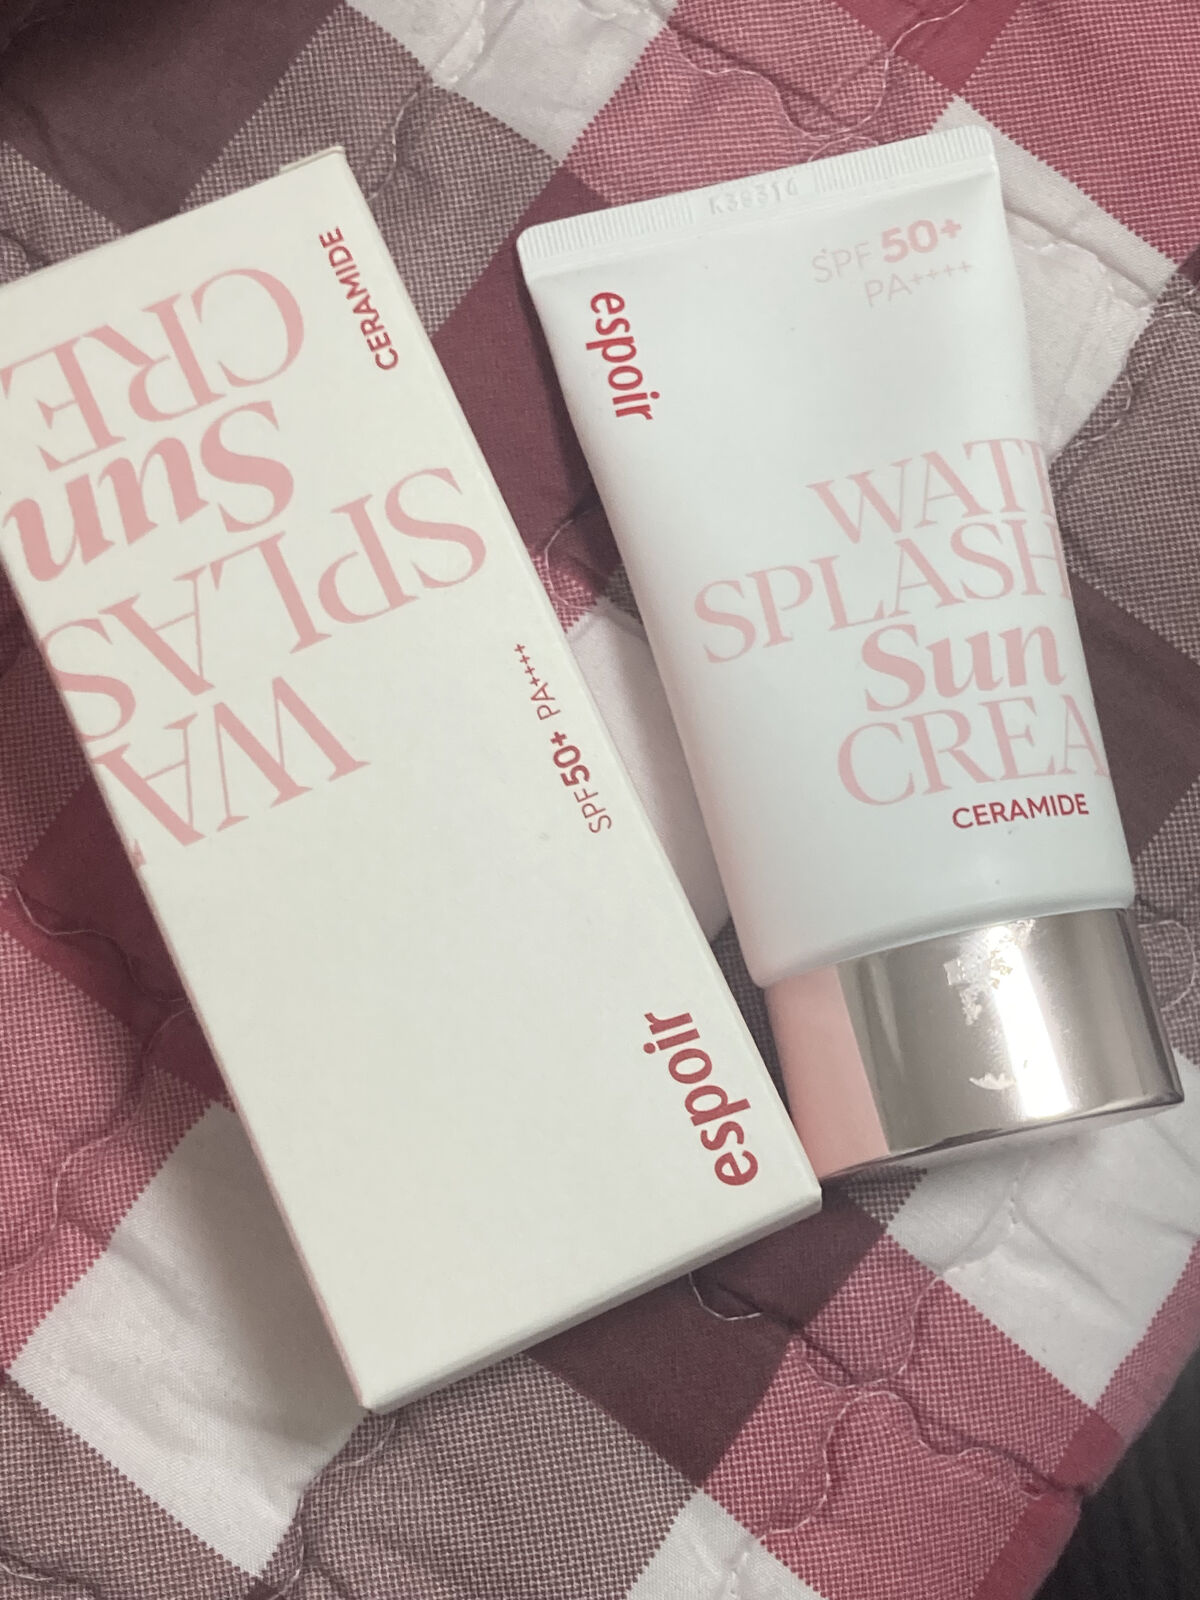 CERAMIDE
WA
SPLAS
Sun
CRE
SPF 50+ PA++++
espoir
espoir
SPF 50+
PA++++
WAT
SPLASH
Sun
CREA
CERAMIDE